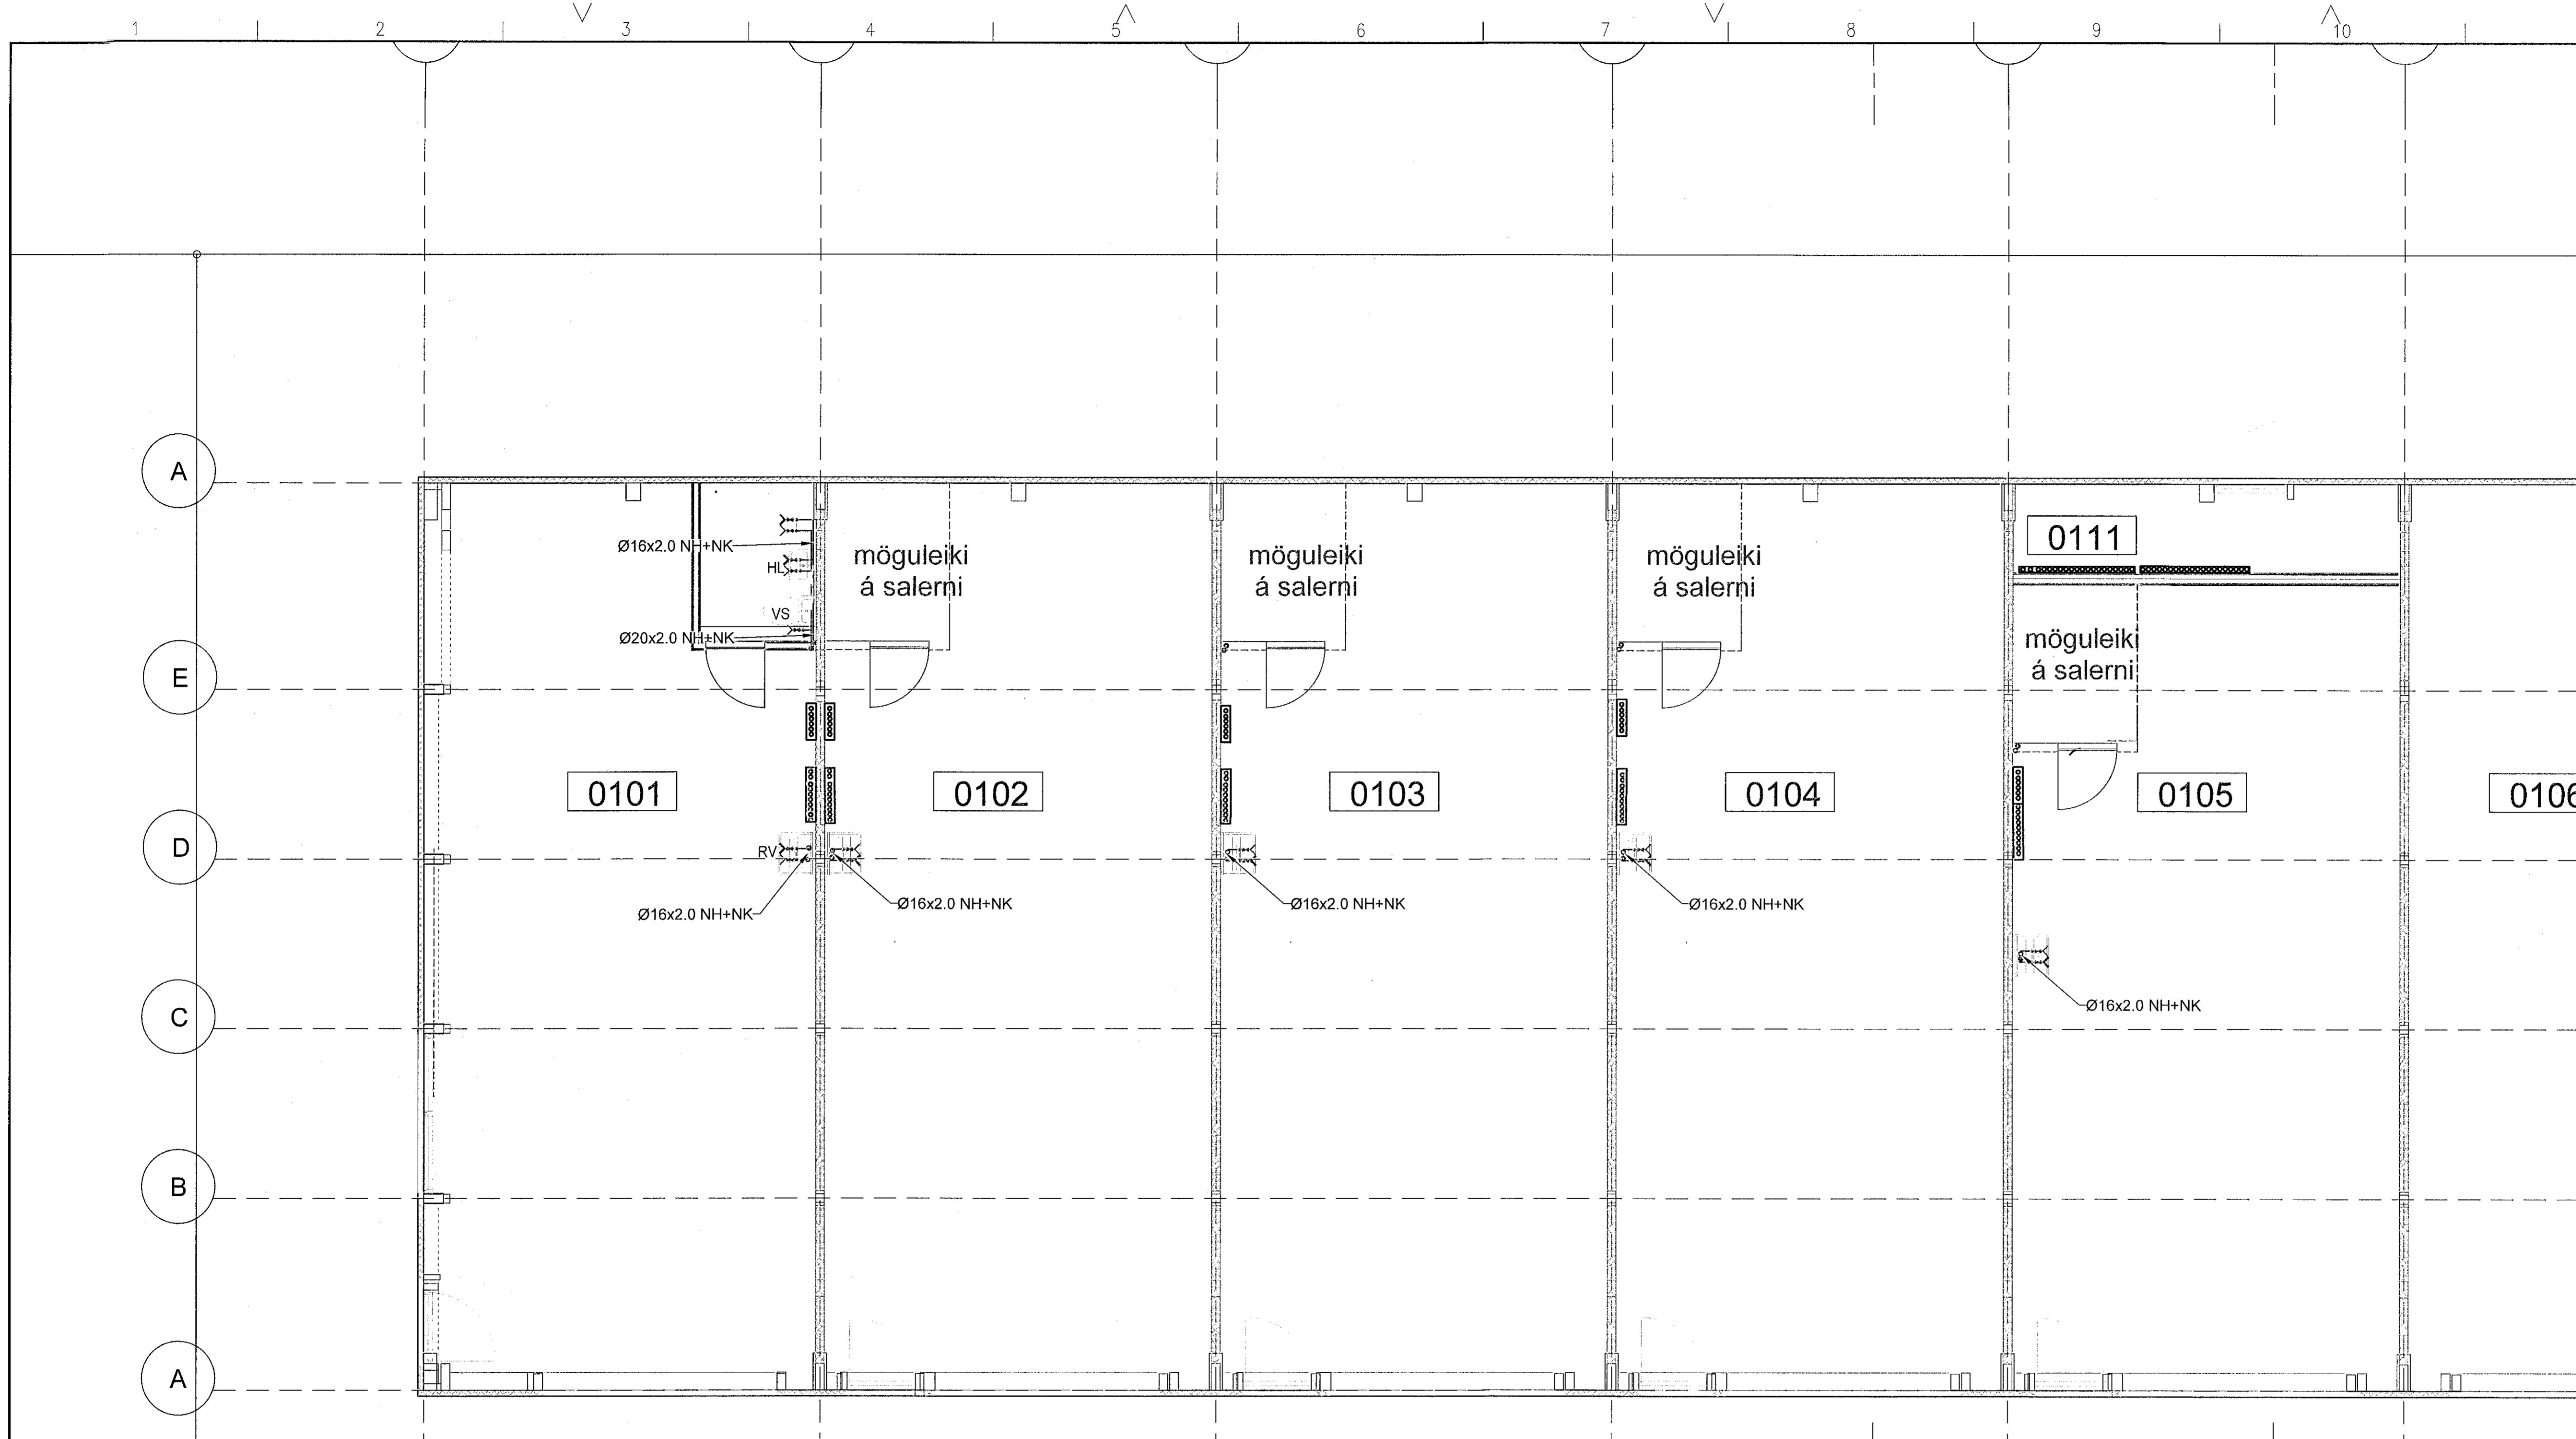 1 2 3 4 5 6 7 8 9 10
A
0111
Ø16x2.0 NH+NK
möguleiki
á salerni
möguleiki
á salerni
möguleiki
á salerni
HL
VS
Ø20x2.0 NH+NK
möguleiki
á salerni
E
0101
0102
0103
0104
0105
D
RV
Ø16x2.0 NH+NK
Ø16x2.0 NH+NK
Ø16x2.0 NH+NK
Ø16x2.0 NH+NK
C
Ø16x2.0 NH+NK
B
A